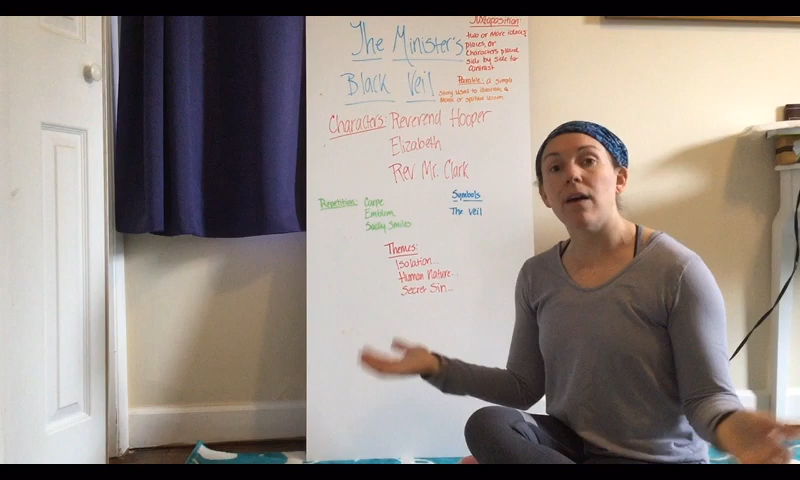 The Minister's
Black Veil
Juxtaposition:
two or more ideas,
places, or
characters placed
side by side for
contrast
Parable: a simple
story used to illustrate a
moral or spiritual lesson
Characters: Reverend Hooper
Elizabeth
Rev. Mr. Clark
Repetition: Carpe
Emblem
Sadly Smiles
Symbols
The Veil
Themes:
Isolation...
Human Nature...
Secret Sin...